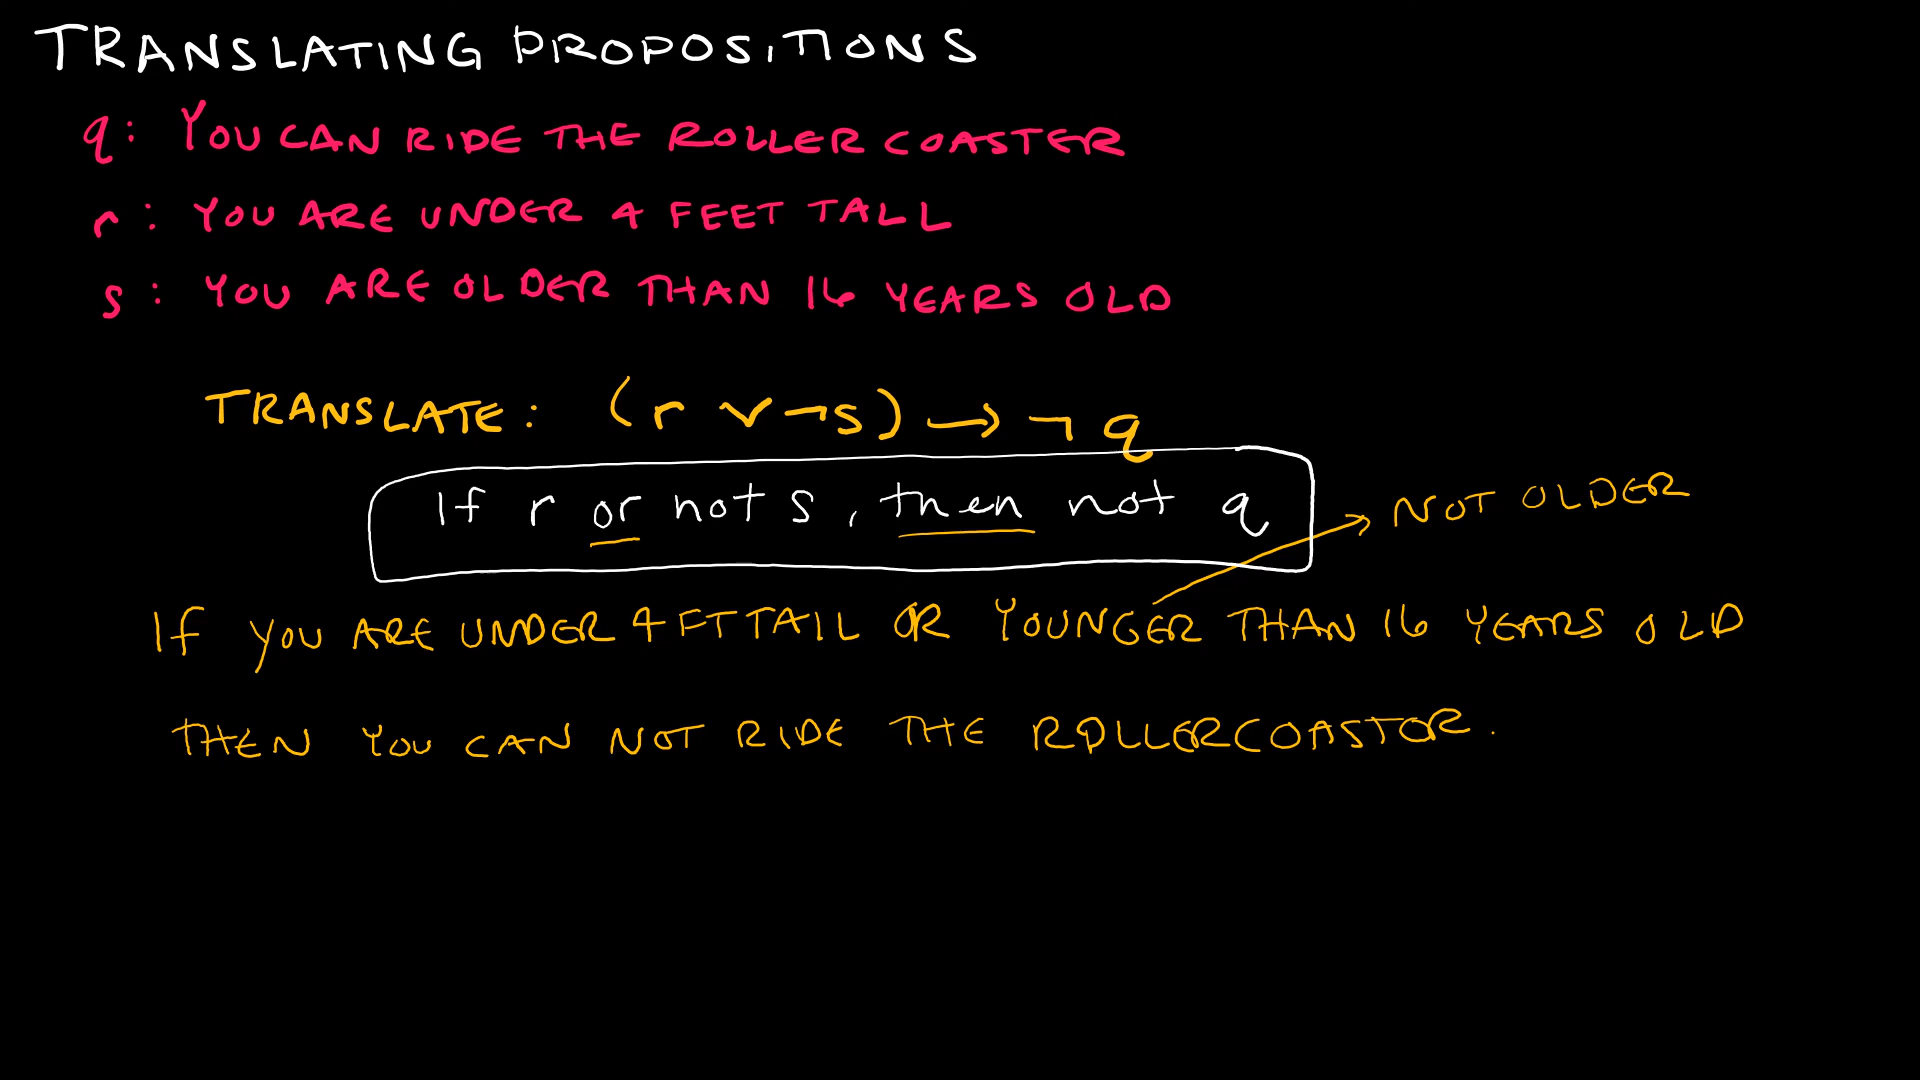 TRANSLATING PROPOSITIONS
q: YOU CAN RIDE THE ROLLER COASTER
r: YOU ARE UNDER 4 FEET TALL
s: YOU ARE OLDER THAN 16 YEARS OLD
TRANSLATE: (r ∨ ¬s) → ¬q
If r or not s, then not q
NOT OLDER
If YOU ARE UNDER 4 FT TALL OR YOUNGER THAN 16 YEARS OLD
THEN YOU CAN NOT RIDE THE ROLLERCOASTOR.